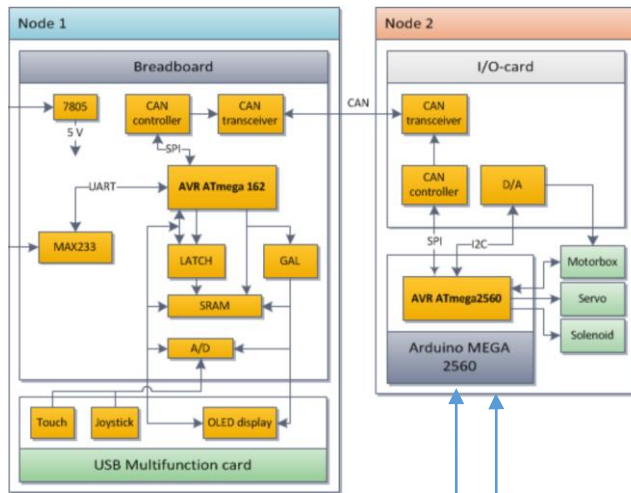 Node 1
Node 2
Breadboard
I/O-card
7805
CAN
controller
CAN
transceiver
CAN
CAN
transceiver
5 V
SPI
AVR ATmega 162
CAN
controller
D/A
UART
SPI
I2C
MAX233
LATCH
GAL
Motorbox
SRAM
AVR ATmega2560
Servo
A/D
Arduino MEGA
2560
Solenoid
Touch
Joystick
OLED display
USB Multifunction card